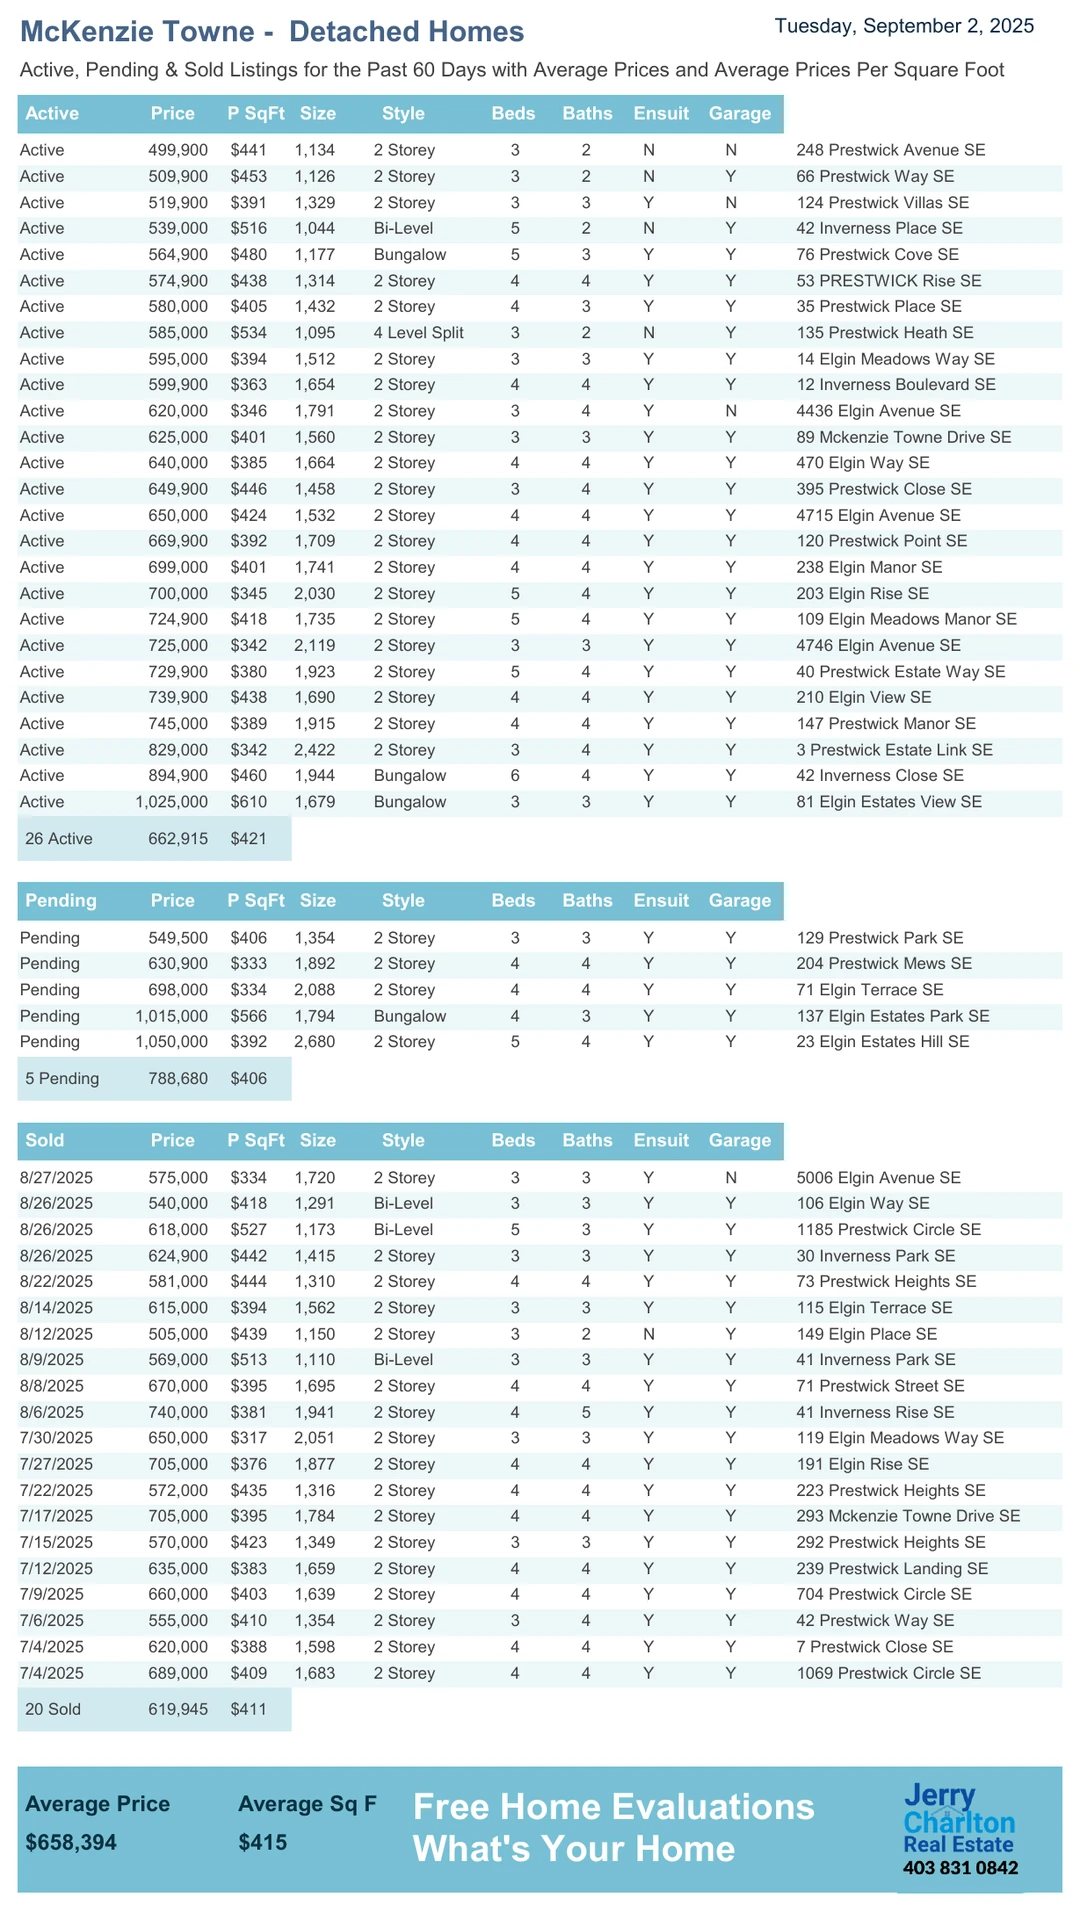 McKenzie Towne - Detached Homes Tuesday, September 2, 2025
Active, Pending & Sold Listings for the Past 60 Days with Average Prices and Average Prices Per Square Foot
Active Price P SqFt Size Style Beds Baths Ensuit Garage
Active 499,900 $441 1,134 2 Storey 3 2 N N 248 Prestwick Avenue SE
Active 509,900 $453 1,126 2 Storey 3 2 N Y 66 Prestwick Way SE
Active 519,900 $391 1,329 2 Storey 3 3 Y N 124 Prestwick Villas SE
Active 539,000 $516 1,044 Bi-Level 5 2 N Y 42 Inverness Place SE
Active 564,900 $480 1,177 Bungalow 5 3 Y Y 76 Prestwick Cove SE
Active 574,900 $438 1,314 2 Storey 4 4 Y Y 53 PRESTWICK Rise SE
Active 580,000 $405 1,432 2 Storey 4 3 Y Y 35 Prestwick Place SE
Active 585,000 $534 1,095 4 Level Split 3 2 N Y 135 Prestwick Heath SE
Active 595,000 $394 1,512 2 Storey 3 3 Y Y 14 Elgin Meadows Way SE
Active 599,900 $363 1,654 2 Storey 4 4 Y Y 12 Inverness Boulevard SE
Active 620,000 $346 1,791 2 Storey 3 4 Y N 4436 Elgin Avenue SE
Active 625,000 $401 1,560 2 Storey 3 3 Y Y 89 Mckenzie Towne Drive SE
Active 640,000 $385 1,664 2 Storey 4 4 Y Y 470 Elgin Way SE
Active 649,900 $446 1,458 2 Storey 3 4 Y Y 395 Prestwick Close SE
Active 650,000 $424 1,532 2 Storey 4 4 Y Y 4715 Elgin Avenue SE
Active 669,900 $392 1,709 2 Storey 4 4 Y Y 120 Prestwick Point SE
Active 699,000 $401 1,741 2 Storey 4 4 Y Y 238 Elgin Manor SE
Active 700,000 $345 2,030 2 Storey 5 4 Y Y 203 Elgin Rise SE
Active 724,900 $418 1,735 2 Storey 5 4 Y Y 109 Elgin Meadows Manor SE
Active 725,000 $342 2,119 2 Storey 3 3 Y Y 4746 Elgin Avenue SE
Active 729,900 $380 1,923 2 Storey 5 4 Y Y 40 Prestwick Estate Way SE
Active 739,900 $438 1,690 2 Storey 4 4 Y Y 210 Elgin View SE
Active 745,000 $389 1,915 2 Storey 4 4 Y Y 147 Prestwick Manor SE
Active 829,000 $342 2,422 2 Storey 3 4 Y Y 3 Prestwick Estate Link SE
Active 894,900 $460 1,944 Bungalow 6 4 Y Y 42 Inverness Close SE
Active 1,025,000 $610 1,679 Bungalow 3 3 Y Y 81 Elgin Estates View SE
26 Active 662,915 $421
Pending Price P SqFt Size Style Beds Baths Ensuit Garage
Pending 549,500 $406 1,354 2 Storey 3 3 Y Y 129 Prestwick Park SE
Pending 630,900 $333 1,892 2 Storey 4 4 Y Y 204 Prestwick Mews SE
Pending 698,000 $334 2,088 2 Storey 4 4 Y Y 71 Elgin Terrace SE
Pending 1,015,000 $566 1,794 Bungalow 4 3 Y Y 137 Elgin Estates Park SE
Pending 1,050,000 $392 2,680 2 Storey 5 4 Y Y 23 Elgin Estates Hill SE
5 Pending 788,680 $406
Sold Price P SqFt Size Style Beds Baths Ensuit Garage
8/27/2025 575,000 $334 1,720 2 Storey 3 3 Y N 5006 Elgin Avenue SE
8/26/2025 540,000 $418 1,291 Bi-Level 3 3 Y Y 106 Elgin Way SE
8/26/2025 618,000 $527 1,173 Bi-Level 5 3 Y Y 1185 Prestwick Circle SE
8/26/2025 624,900 $442 1,415 2 Storey 3 3 Y Y 30 Inverness Park SE
8/22/2025 581,000 $444 1,310 2 Storey 4 4 Y Y 73 Prestwick Heights SE
8/14/2025 615,000 $394 1,562 2 Storey 3 3 Y Y 115 Elgin Terrace SE
8/12/2025 505,000 $439 1,150 2 Storey 3 2 N Y 149 Elgin Place SE
8/9/2025 569,000 $513 1,110 Bi-Level 3 3 Y Y 41 Inverness Park SE
8/8/2025 670,000 $395 1,695 2 Storey 4 4 Y Y 71 Prestwick Street SE
8/6/2025 740,000 $381 1,941 2 Storey 4 5 Y Y 41 Inverness Rise SE
7/30/2025 650,000 $317 2,051 2 Storey 3 3 Y Y 119 Elgin Meadows Way SE
7/27/2025 705,000 $376 1,877 2 Storey 4 4 Y Y 191 Elgin Rise SE
7/22/2025 572,000 $435 1,316 2 Storey 4 4 Y Y 223 Prestwick Heights SE
7/17/2025 705,000 $395 1,784 2 Storey 4 4 Y Y 293 Mckenzie Towne Drive SE
7/15/2025 570,000 $423 1,349 2 Storey 3 3 Y Y 292 Prestwick Heights SE
7/12/2025 635,000 $383 1,659 2 Storey 4 4 Y Y 239 Prestwick Landing SE
7/9/2025 660,000 $403 1,639 2 Storey 4 4 Y Y 704 Prestwick Circle SE
7/6/2025 555,000 $410 1,354 2 Storey 3 4 Y Y 42 Prestwick Way SE
7/4/2025 620,000 $388 1,598 2 Storey 4 4 Y Y 7 Prestwick Close SE
7/4/2025 689,000 $409 1,683 2 Storey 4 4 Y Y 1069 Prestwick Circle SE
20 Sold 619,945 $411
Average Price Average Sq F
$658,394 $415
Free Home Evaluations
What's Your Home
Jerry
Charlton
Real Estate
403 831 0842